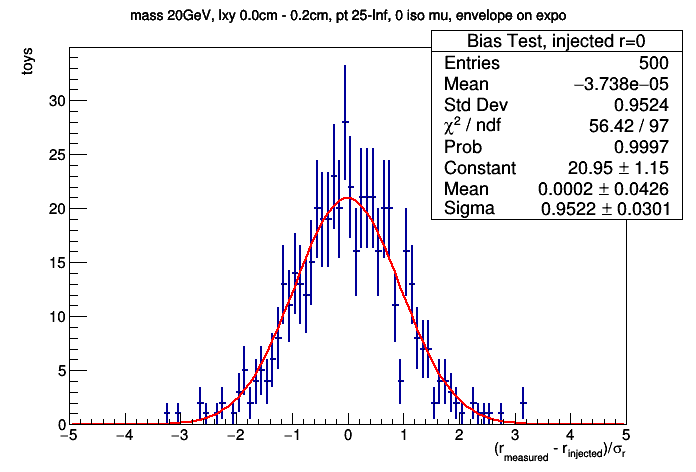 mass 20GeV, lxy 0.0cm - 0.2cm, pt 25-Inf, 0 iso mu, envelope on expo
toys
Bias Test, injected r=0
Entries 500
Mean −3.738e−05
Std Dev 0.9524
χ² / ndf 56.42 / 97
Prob 0.9997
Constant 20.95 ± 1.15
Mean 0.0002 ± 0.0426
Sigma 0.9522 ± 0.0301
30
25
20
15
10
5
0
−5 −4 −3 −2 −1 0 1 2 3 4 5
(r_measured - r_injected)/σ_r